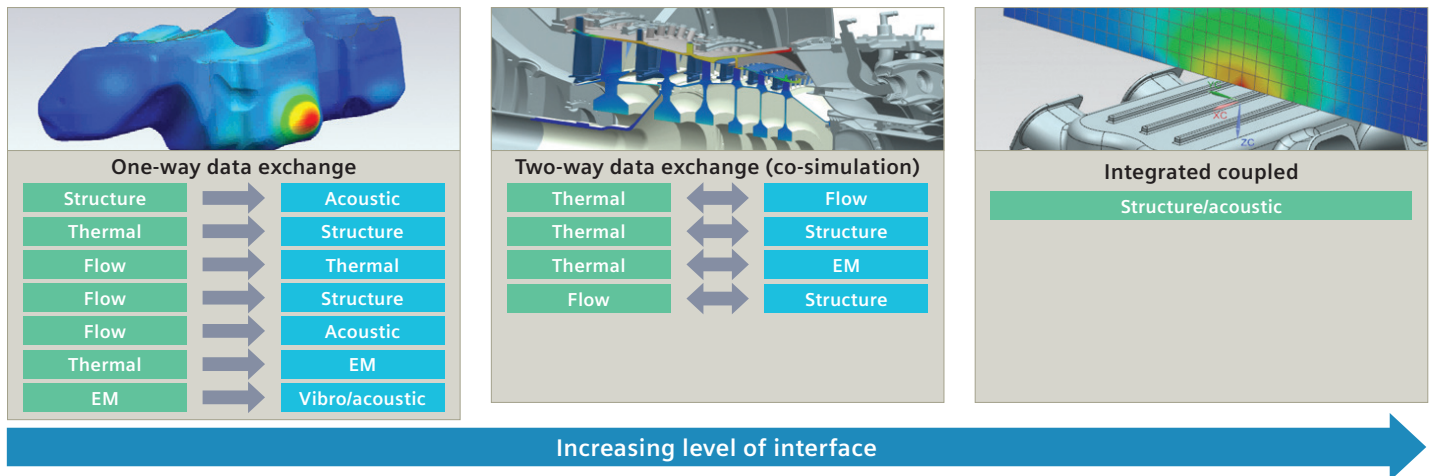 One-way data exchange
Structure Acoustic
Thermal Structure
Flow Thermal
Flow Structure
Flow Acoustic
Thermal EM
EM Vibro/acoustic
Two-way data exchange (co-simulation)
Thermal Flow
Thermal Structure
Thermal EM
Flow Structure
XC
ZC
Integrated coupled
Structure/acoustic
Increasing level of interface